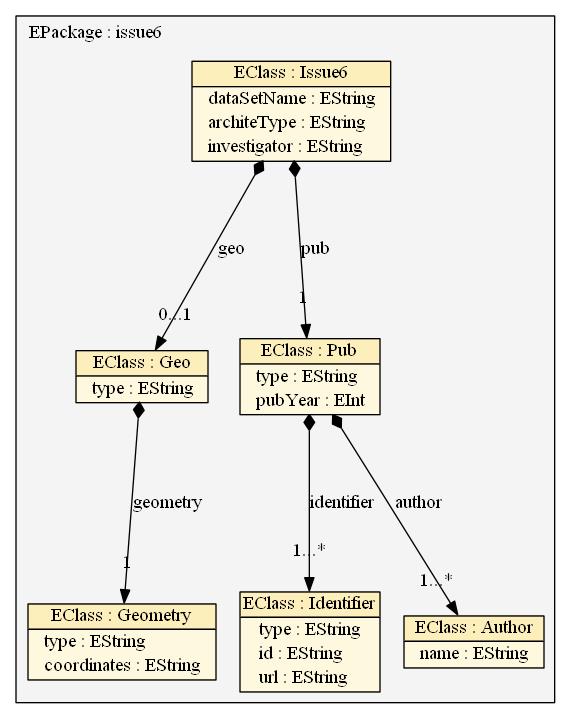 EPackage : issue6
EClass : Issue6
dataSetName : EString
architeType : EString
investigator : EString
geo
pub
0...1
1
EClass : Geo
type : EString
EClass : Pub
type : EString
pubYear : EInt
geometry
identifier
author
1
1...*
1...*
EClass : Geometry
type : EString
coordinates : EString
EClass : Identifier
type : EString
id : EString
url : EString
EClass : Author
name : EString